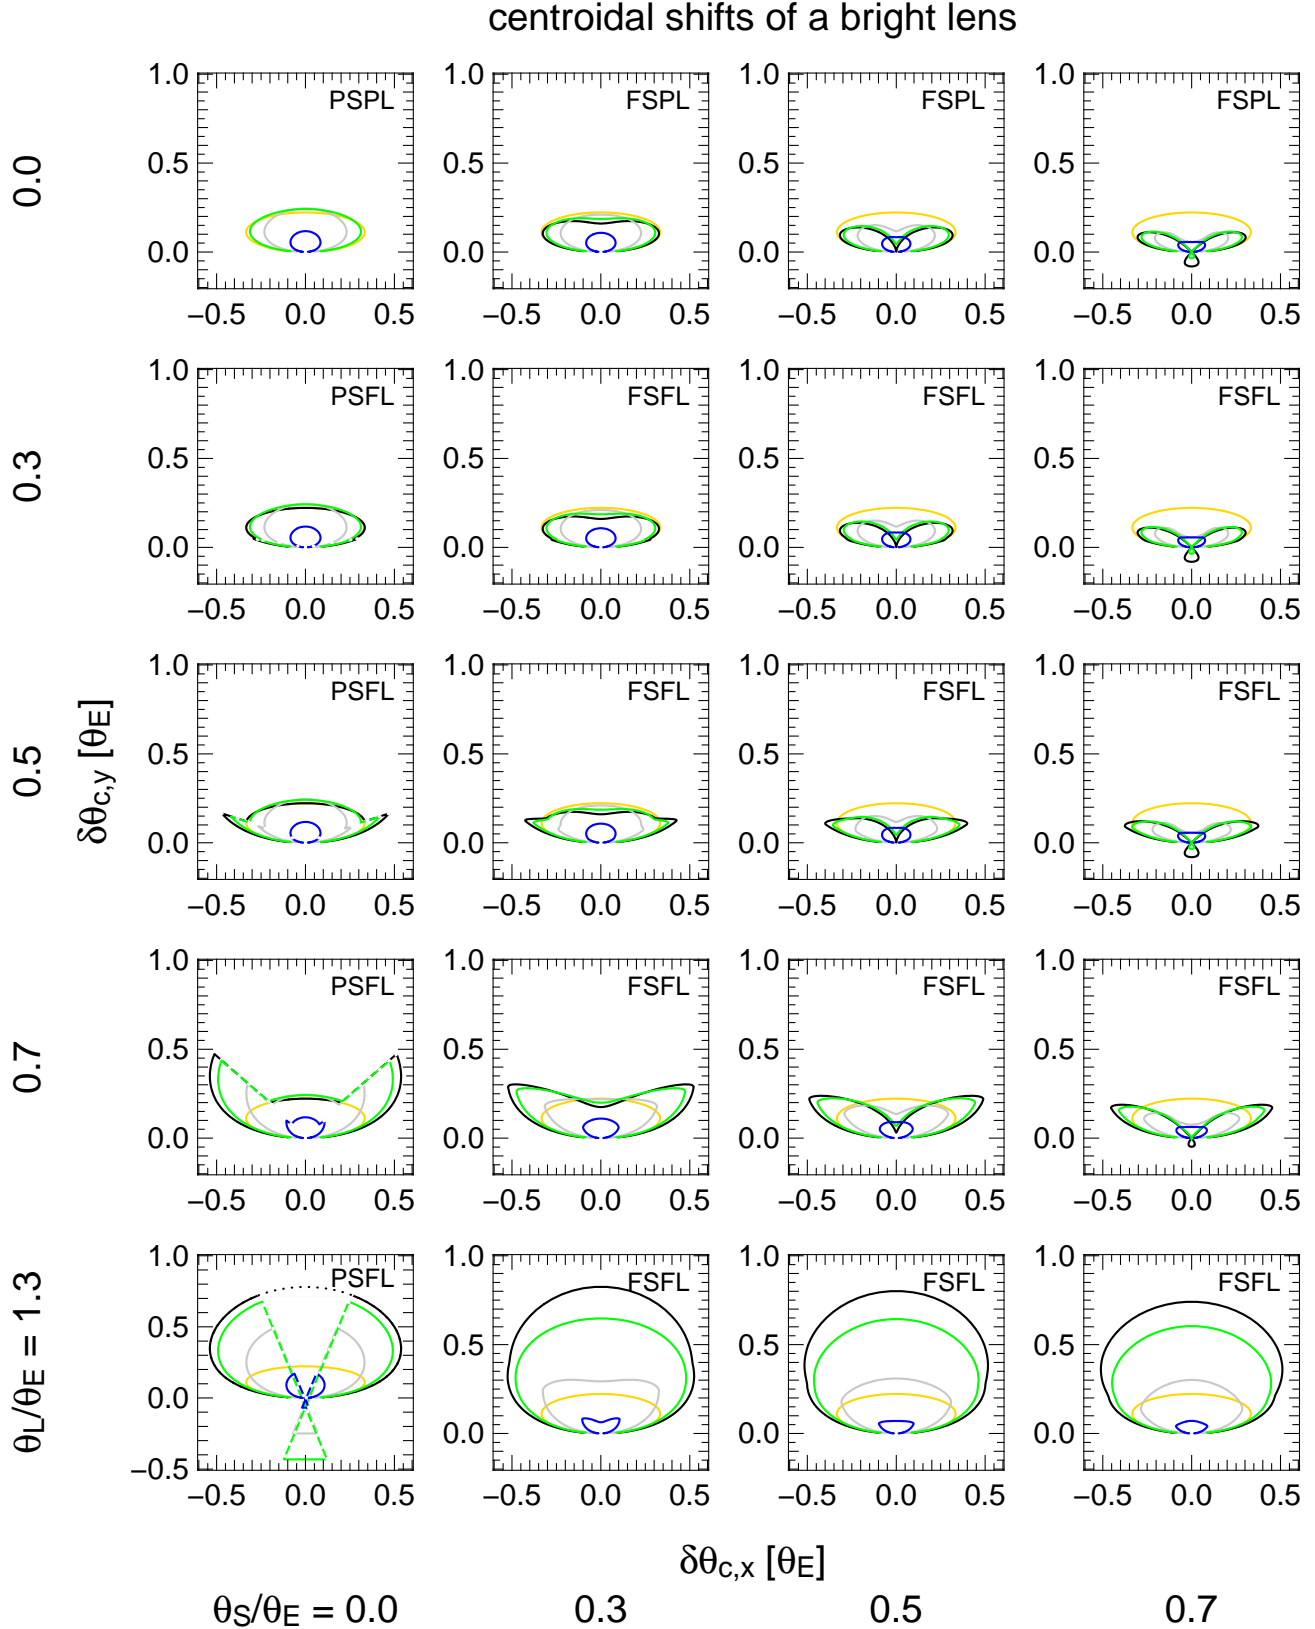 centroidal shifts of a bright lens
0.0
1.0 0.5 0.0 PSPL −0.5 0.0 0.5
1.0 0.5 0.0 FSPL −0.5 0.0 0.5
1.0 0.5 0.0 FSPL −0.5 0.0 0.5
1.0 0.5 0.0 FSPL −0.5 0.0 0.5
0.3
1.0 0.5 0.0 PSFL −0.5 0.0 0.5
1.0 0.5 0.0 FSFL −0.5 0.0 0.5
1.0 0.5 0.0 FSFL −0.5 0.0 0.5
1.0 0.5 0.0 FSFL −0.5 0.0 0.5
0.5
δθc,y [θE]
1.0 0.5 0.0 PSFL −0.5 0.0 0.5
1.0 0.5 0.0 FSFL −0.5 0.0 0.5
1.0 0.5 0.0 FSFL −0.5 0.0 0.5
1.0 0.5 0.0 FSFL −0.5 0.0 0.5
0.7
1.0 0.5 0.0 PSFL −0.5 0.0 0.5
1.0 0.5 0.0 FSFL −0.5 0.0 0.5
1.0 0.5 0.0 FSFL −0.5 0.0 0.5
1.0 0.5 0.0 FSFL −0.5 0.0 0.5
θL/θE = 1.3
1.0 0.5 0.0 −0.5 PSFL −0.5 0.0 0.5
1.0 0.5 0.0 FSFL −0.5 0.0 0.5
1.0 0.5 0.0 FSFL −0.5 0.0 0.5
1.0 0.5 0.0 FSFL −0.5 0.0 0.5
δθc,x [θE]
θS/θE = 0.0 0.3 0.5 0.7